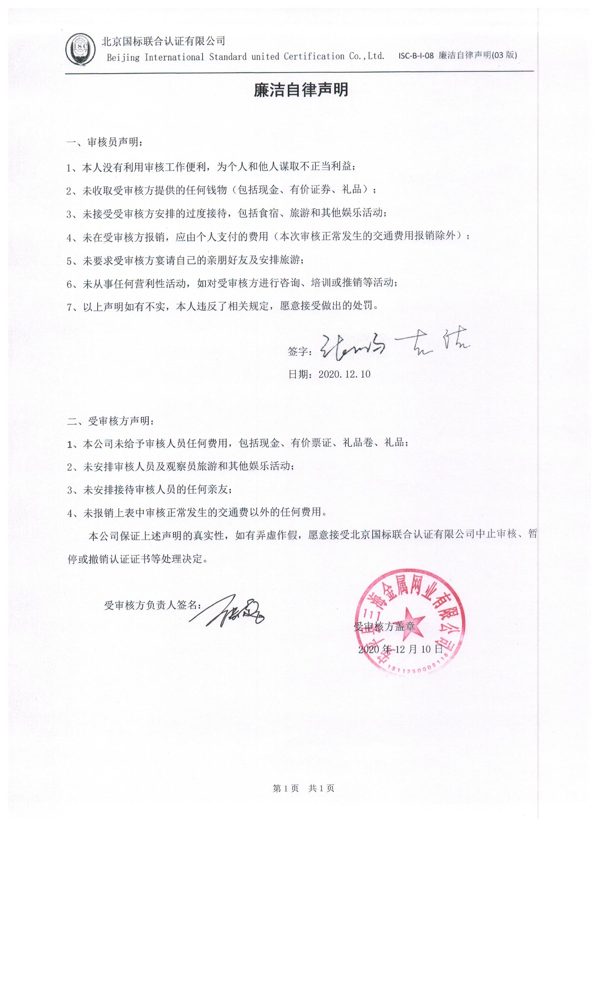 ISC
北京国标联合认证有限公司
Beijing International Standard united Certification Co.,Ltd. ISC-B-I-08 廉洁自律声明(03 版)
廉洁自律声明
一、审核员声明：
1、本人没有利用审核工作便利，为个人和他人谋取不正当利益；
2、未收取受审核方提供的任何钱物（包括现金、有价证券、礼品）；
3、未接受受审核方安排的过度接待，包括食宿、旅游和其他娱乐活动；
4、未在受审核方报销，应由个人支付的费用（本次审核正常发生的交通费用报销除外）；
5、未要求受审核方宴请自己的亲朋好友及安排旅游；
6、未从事任何营利性活动，如对受审核方进行咨询、培训或推销等活动；
7、以上声明如有不实，本人违反了相关规定，愿意接受做出的处罚。
签字：
日期：2020.12.10
二、受审核方声明：
1、本公司未给予审核人员任何费用，包括现金、有价票证、礼品卷、礼品；
2、未安排审核人员及观察员旅游和其他娱乐活动；
3、未安排接待审核人员的任何亲友；
4、未报销上表中审核正常发生的交通费以外的任何费用。
本公司保证上述声明的真实性，如有弄虚作假，愿意接受北京国标联合认证有限公司中止审核、暂
停或撤销认证证书等处理决定。
受审核方负责人签名：
安平县三海金属网业有限公司
受审核方盖章
2020 年 12 月 10 日
1311250009116
第 1 页 共 1 页